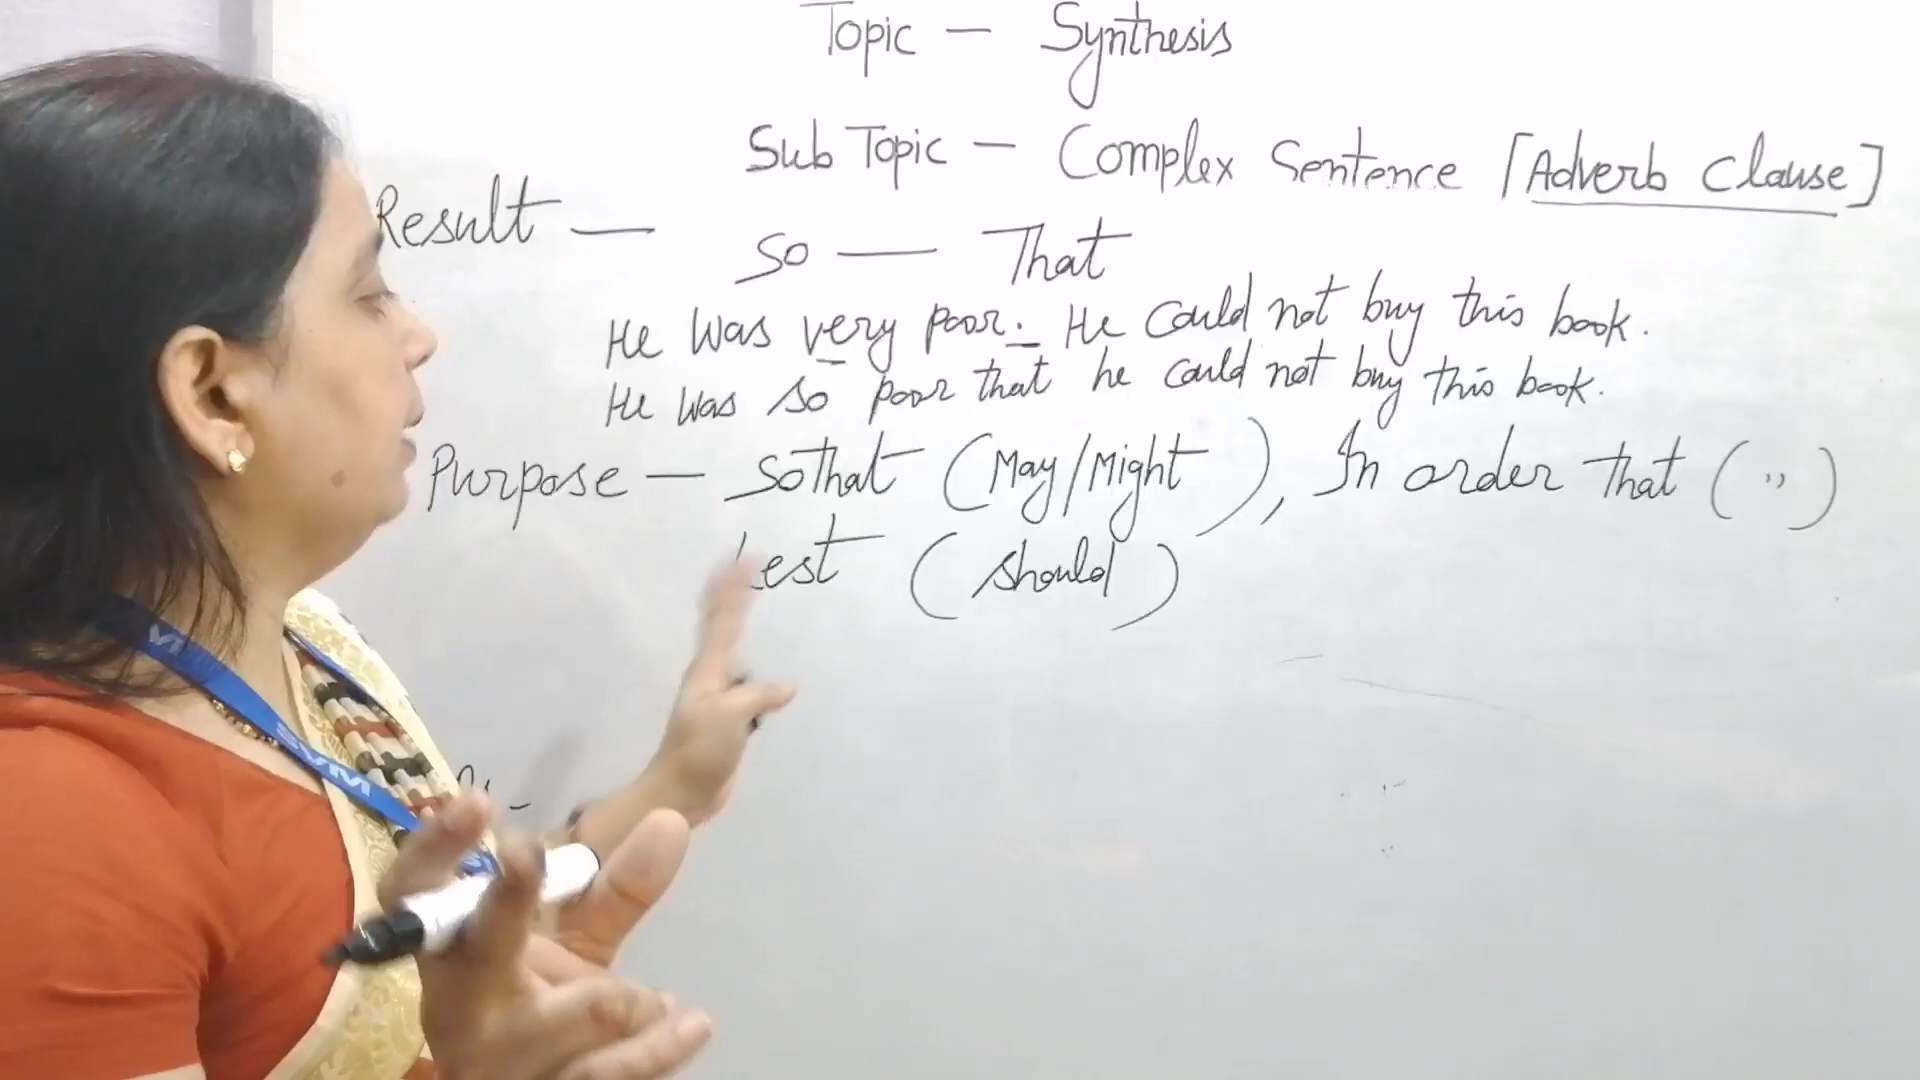 Topic — Synthesis
Sub Topic — Complex Sentence [Adverb Clause]
Result —
So — That
He was very poor. He could not buy this book.
He was so poor that he could not buy this book.
Purpose — So That (May/Might), In order that ( " )
Lest (should)